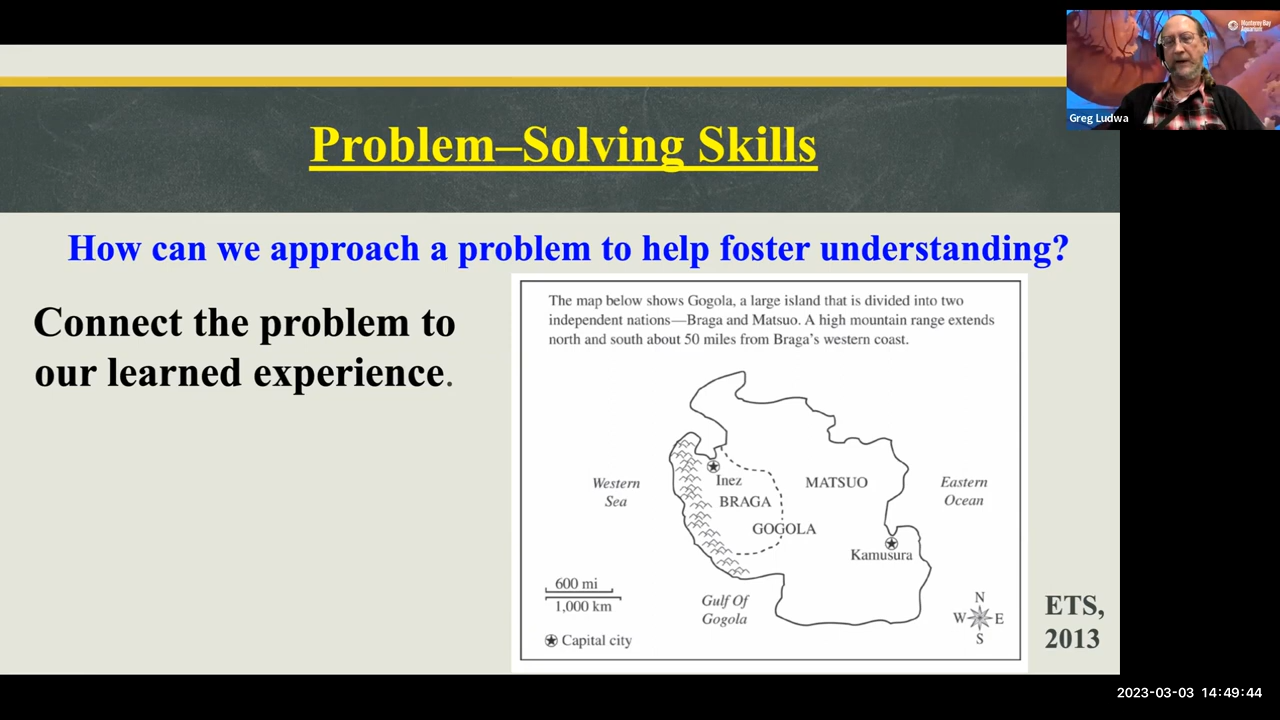 Monterey Bay
Aquarium
Greg Ludwa
Problem–Solving Skills
How can we approach a problem to help foster understanding?
Connect the problem to
our learned experience.
The map below shows Gogola, a large island that is divided into two
independent nations—Braga and Matsuo. A high mountain range extends
north and south about 50 miles from Braga's western coast.
Western
Sea
Inez
BRAGA
MATSUO
GOGOLA
Eastern
Ocean
Kamusura
600 mi
1,000 km
Gulf Of
Gogola
Capital city
N
W E
S
ETS,
2013
2023-03-03 14:49:44